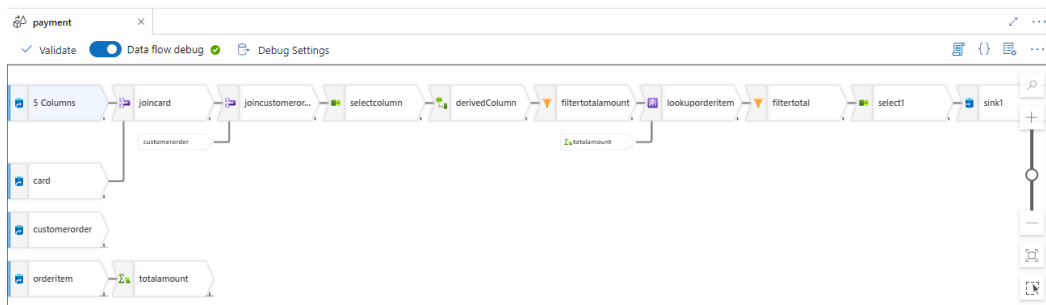 payment
Validate
Data flow debug
Debug Settings
5 Columns
joincard
joincustomeror...
selectcolumn
derivedColumn
filtertotalamount
lookuporderitem
filtertotal
select1
sink1
customerorder
totalamount
card
customerorder
orderitem
totalamount